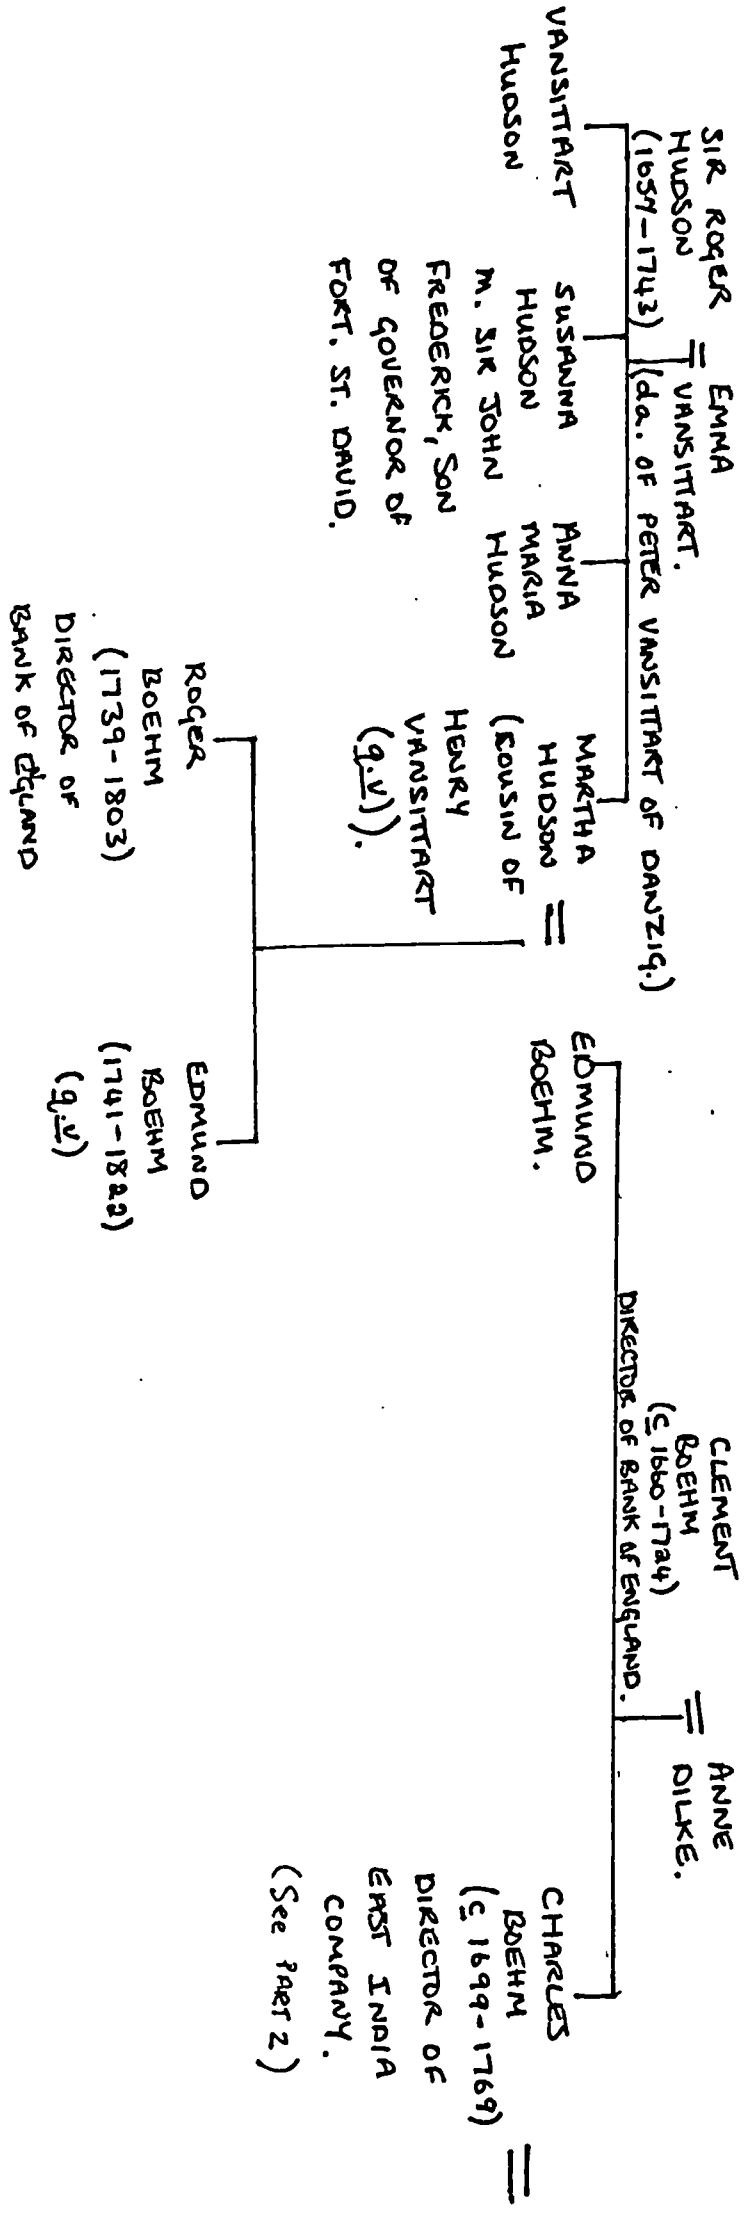 SIR ROGER
HUDSON
(1657-1743)
=
EMMA
VANSITTART.
(da. OF PETER VANSITTART OF DANZIG.)
CLEMENT
BOEHM
(c 1660-1724)
DIRECTOR OF BANK OF ENGLAND.
=
ANNE
DILKE.
VANSITTART
HUDSON
SUSANNA
HUDSON
M. SIR JOHN
FREDERICK, SON
OF GOVERNOR OF
FORT. ST. DAVID.
ANNA
MARIA
HUDSON
MARTHA
HUDSON
(COUSIN OF
HENRY
VANSITTART
(q.v)).
=
EDMUND
BOEHM.
CHARLES
BOEHM
(c 1699-1769)
DIRECTOR OF
EAST INDIA
COMPANY.
(See PART 2)
=
ROGER
BOEHM
(1739-1803)
DIRECTOR OF
BANK OF ENGLAND
EDMUND
BOEHM
(1741-1822)
(q.v)